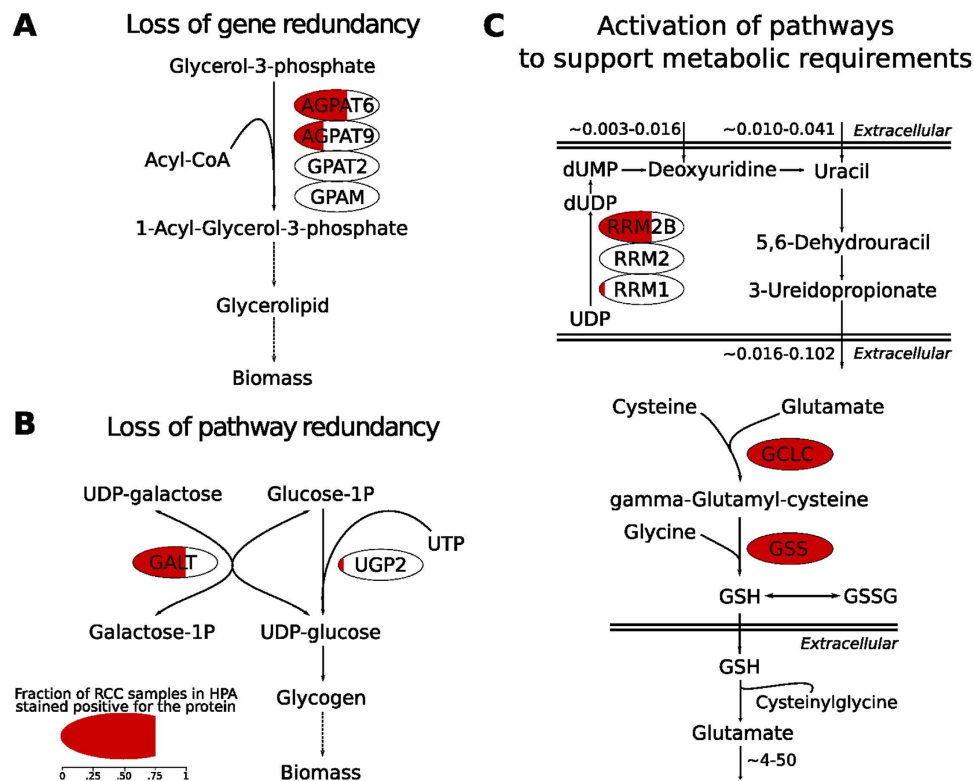 A
Loss of gene redundancy
Glycerol-3-phosphate
AGPAT6
AGPAT9
Acyl-CoA
GPAT2
GPAM
1-Acyl-Glycerol-3-phosphate
Glycerolipid
Biomass
B
Loss of pathway redundancy
UDP-galactose
Glucose-1P
UTP
GALT
UGP2
Galactose-1P
UDP-glucose
Glycogen
Biomass
Fraction of RCC samples in HPA
stained positive for the protein
0 .25 .50 .75 1
C
Activation of pathways
to support metabolic requirements
~0.003-0.016
~0.010-0.041
Extracellular
dUMP
Deoxyuridine
Uracil
dUDP
RRM2B
RRM2
RRM1
UDP
5,6-Dehydrouracil
3-Ureidopropionate
~0.016-0.102
Extracellular
Cysteine
Glutamate
GCLC
gamma-Glutamyl-cysteine
Glycine
GSS
GSH
GSSG
Extracellular
GSH
Cysteinylglycine
Glutamate
~4-50